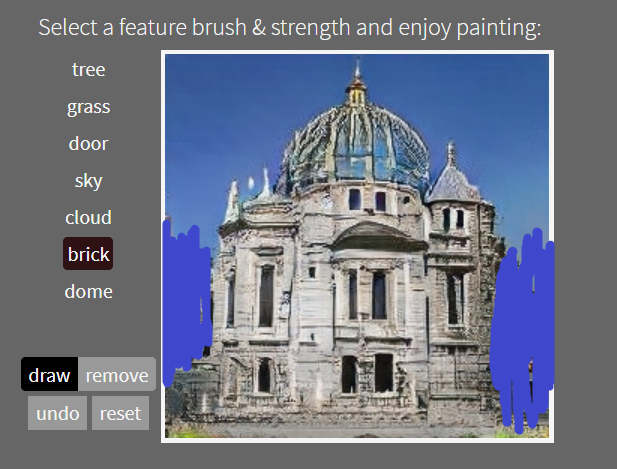 Select a feature brush & strength and enjoy painting:
tree
grass
door
sky
cloud
brick
dome
draw remove
undo reset